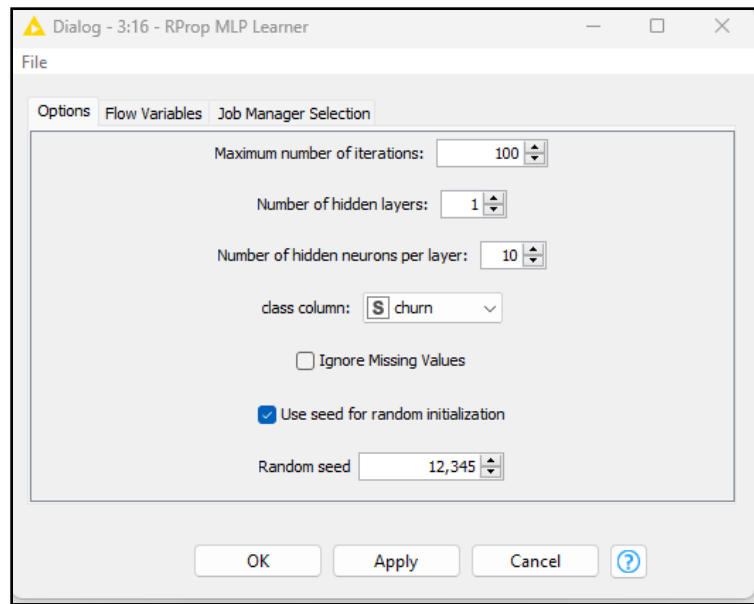 Dialog - 3:16 - RProp MLP Learner
File
Options Flow Variables Job Manager Selection
Maximum number of iterations: 100
Number of hidden layers: 1
Number of hidden neurons per layer: 10
class column: S churn
Ignore Missing Values
Use seed for random initialization
Random seed 12,345
OK Apply Cancel ?